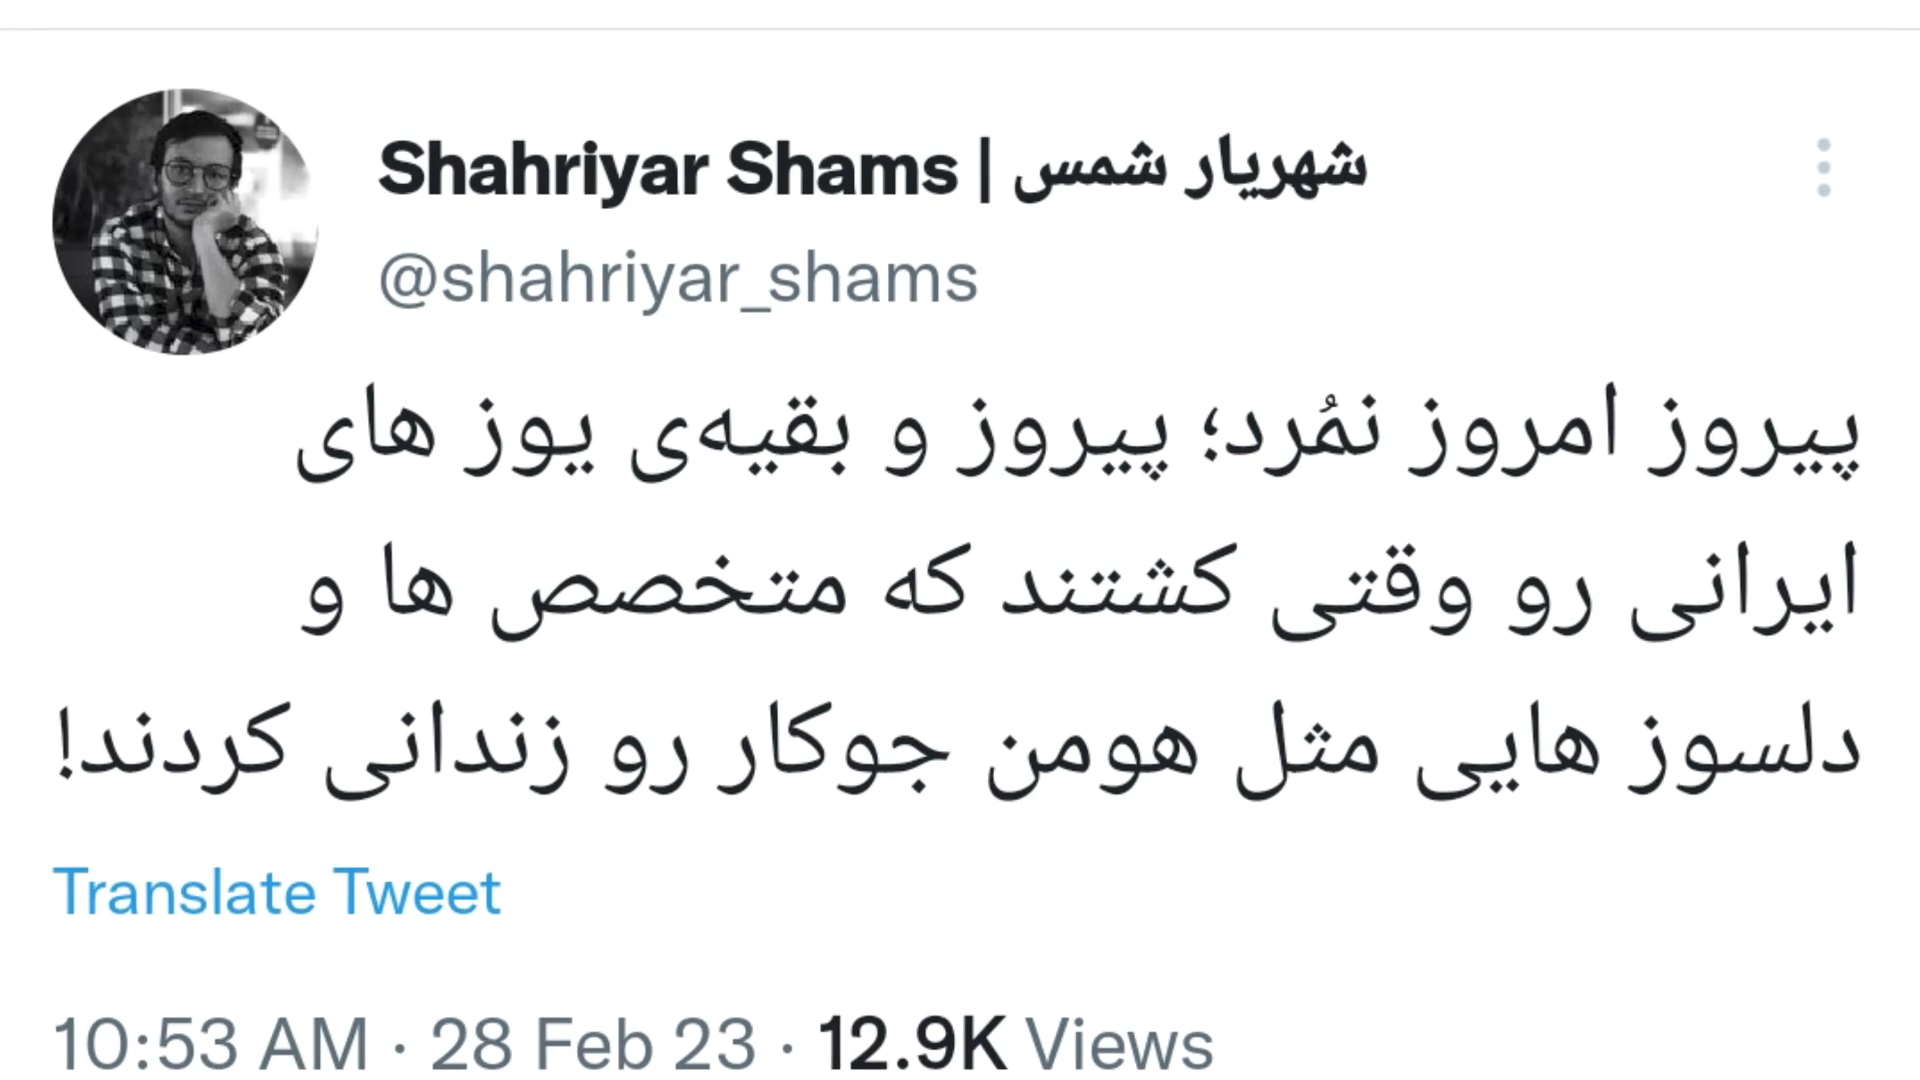 Shahriyar Shams | شهریار شمس
@shahriyar_shams
پیروز امروز نمُرد؛ پیروز و بقیه‌ی یوز های
ایرانی رو وقتی کشتند که متخصص ها و
دلسوز هایی مثل هومن جوکار رو زندانی کردند!
Translate Tweet
10:53 AM · 28 Feb 23 · 12.9K Views